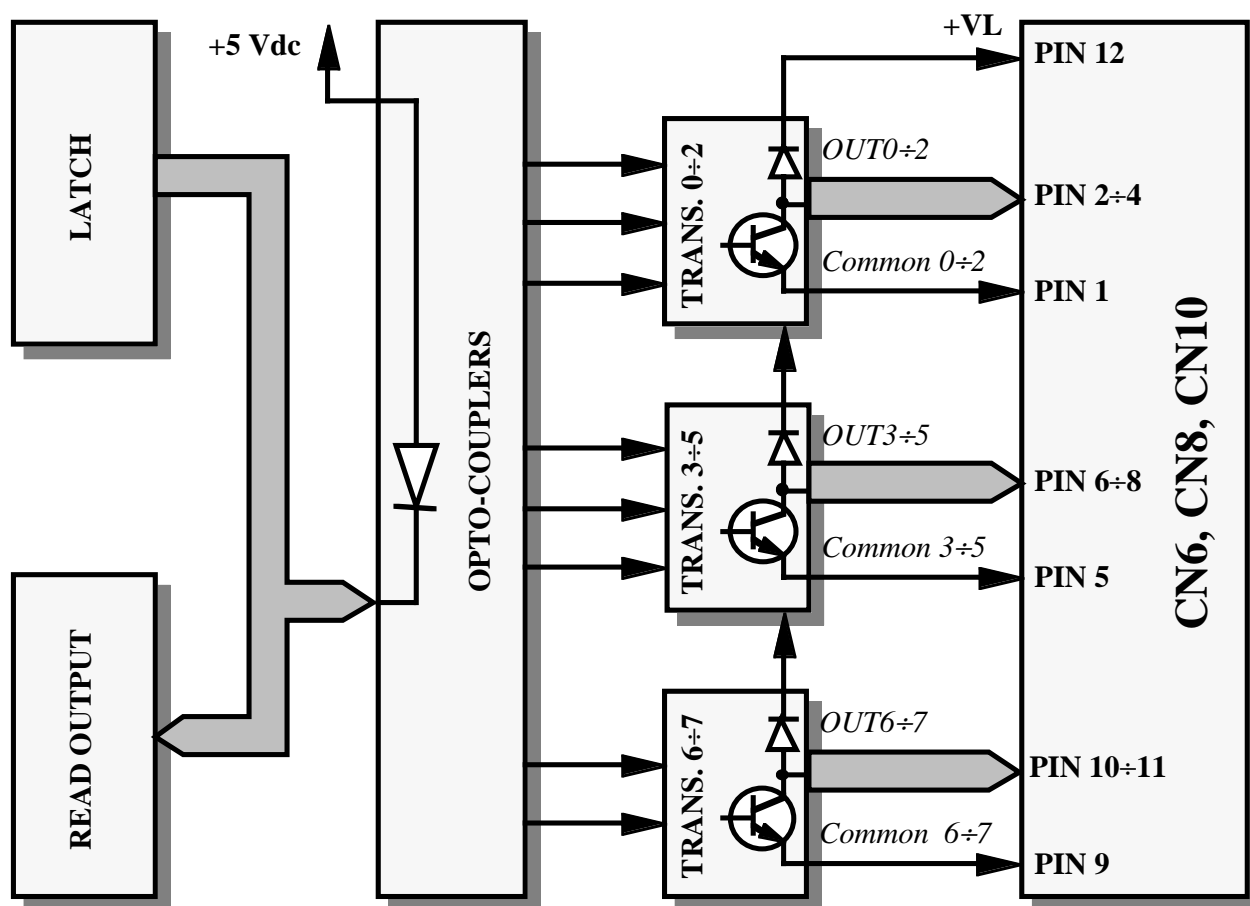 LATCH
READ OUTPUT
+5 Vdc
OPTO-COUPLERS
TRANS. 0÷2
TRANS. 3÷5
TRANS. 6÷7
+VL
OUT0÷2
Common 0÷2
OUT3÷5
Common 3÷5
OUT6÷7
Common 6÷7
PIN 12
PIN 2÷4
PIN 1
PIN 6÷8
PIN 5
PIN 10÷11
PIN 9
CN6, CN8, CN10